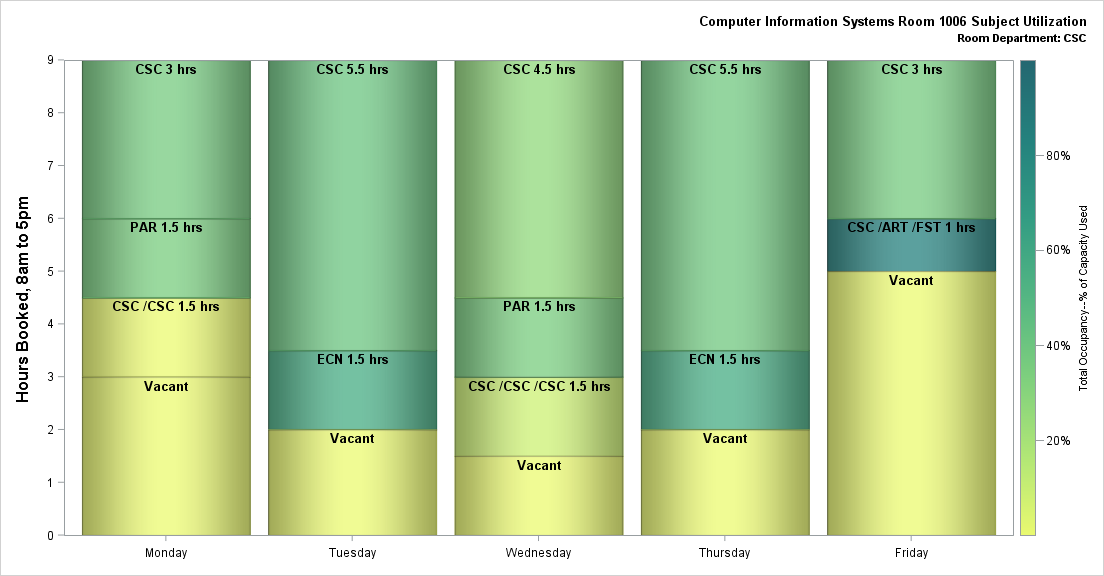 Computer Information Systems Room 1006 Subject Utilization
Room Department: CSC
Hours Booked, 8am to 5pm
9
8
7
6
5
4
3
2
1
0
CSC 3 hrs
PAR 1.5 hrs
CSC /CSC 1.5 hrs
Vacant
CSC 5.5 hrs
ECN 1.5 hrs
Vacant
CSC 4.5 hrs
PAR 1.5 hrs
CSC /CSC /CSC 1.5 hrs
Vacant
CSC 5.5 hrs
ECN 1.5 hrs
Vacant
CSC 3 hrs
CSC /ART /FST 1 hrs
Vacant
Monday
Tuesday
Wednesday
Thursday
Friday
80%
60%
40%
20%
Total Occupancy--% of Capacity Used